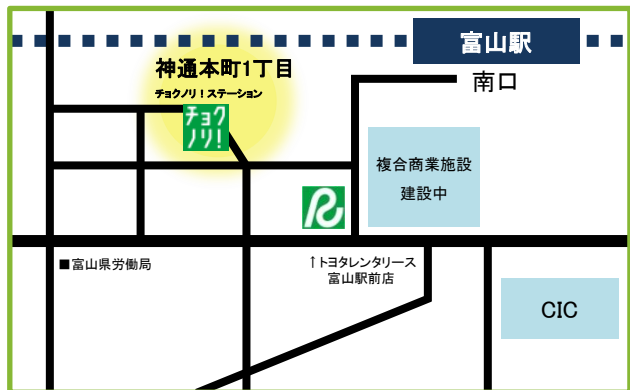 富山駅
南口
神通本町1丁目
チョクノリ！ステーション
チョク
ノリ!
複合商業施設
建設中
R
■富山県労働局
↑トヨタレンタリース
富山駅前店
CIC